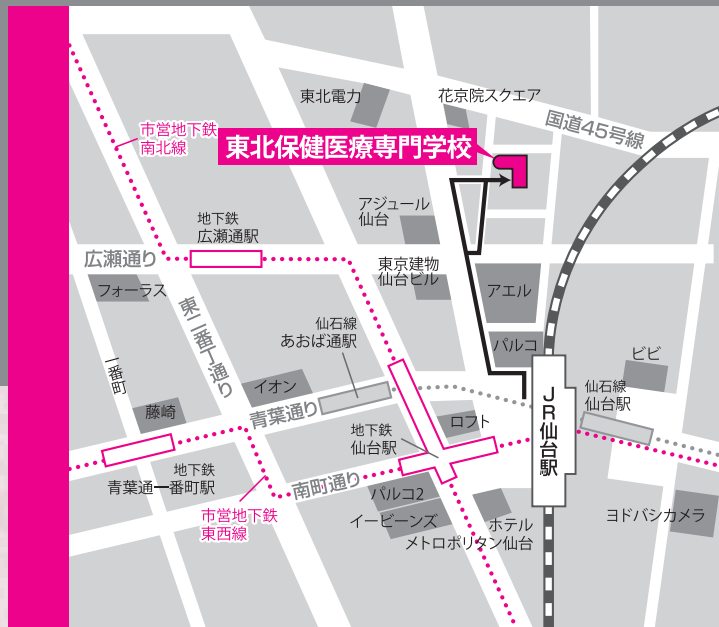 東北電力
花京院スクエア
国道45号線
市営地下鉄
南北線
東北保健医療専門学校
アジュール
仙台
地下鉄
広瀬通駅
広瀬通り
東京建物
仙台ビル
フォーラス
アエル
東二番丁通り
仙石線
あおば通駅
パルコ
ビビ
一番町
イオン
仙石線
仙台駅
藤崎
青葉通り
ロフト
JR仙台駅
地下鉄
仙台駅
地下鉄
青葉通一番町駅
南町通り
パルコ2
市営地下鉄
東西線
イービーンズ
ホテル
メトロポリタン仙台
ヨドバシカメラ